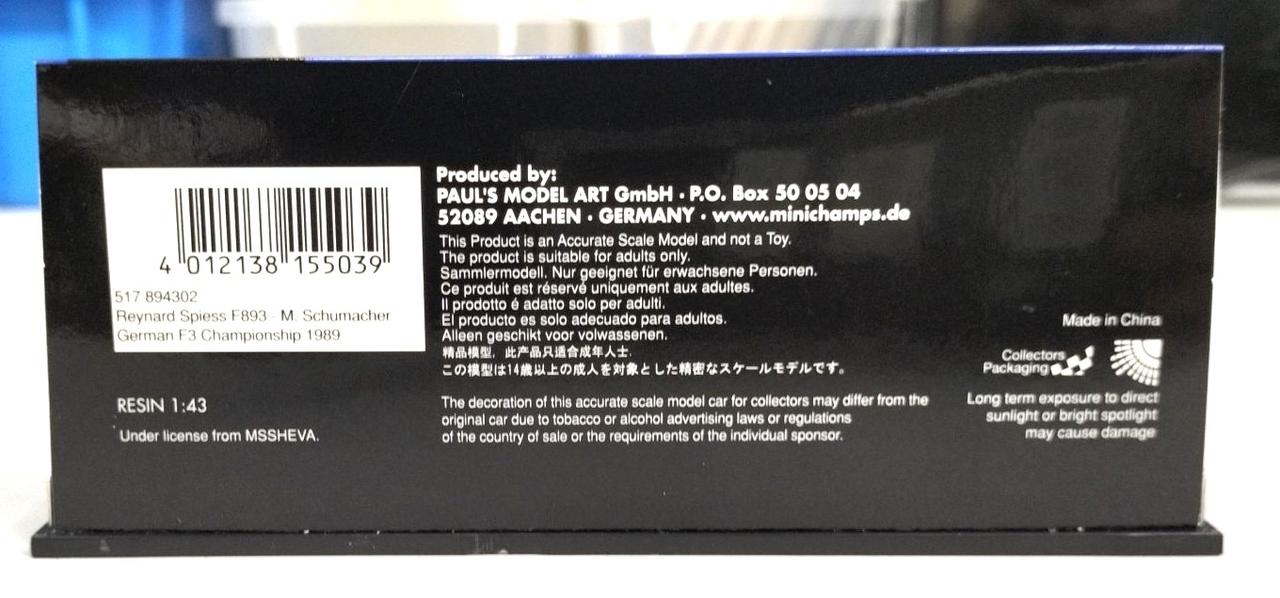 4 012138 155039
517 894302
Reynard Spiess F893 - M. Schumacher
German F3 Championship 1989
RESIN 1:43
Under license from MSSHEVA.
Produced by:
PAUL'S MODEL ART GmbH · P.O. Box 50 05 04
52089 AACHEN · GERMANY · www.minichamps.de
This Product is an Accurate Scale Model and not a Toy.
The product is suitable for adults only.
Sammlermodell. Nur geeignet für erwachsene Personen.
Ce produit est réservé uniquement aux adultes.
Il prodotto é adatto solo per adulti.
El producto es solo adecuado para adultos.
Alleen geschikt voor volwassenen.
精品模型, 此产品只适合成年人士.
この模型は14歳以上の成人を対象とした精密なスケールモデルです。
The decoration of this accurate scale model car for collectors may differ from the
original car due to tobacco or alcohol advertising laws or regulations
of the country of sale or the requirements of the individual sponsor.
Made in China
Collectors
Packaging
Long term exposure to direct
sunlight or bright spotlight
may cause damage